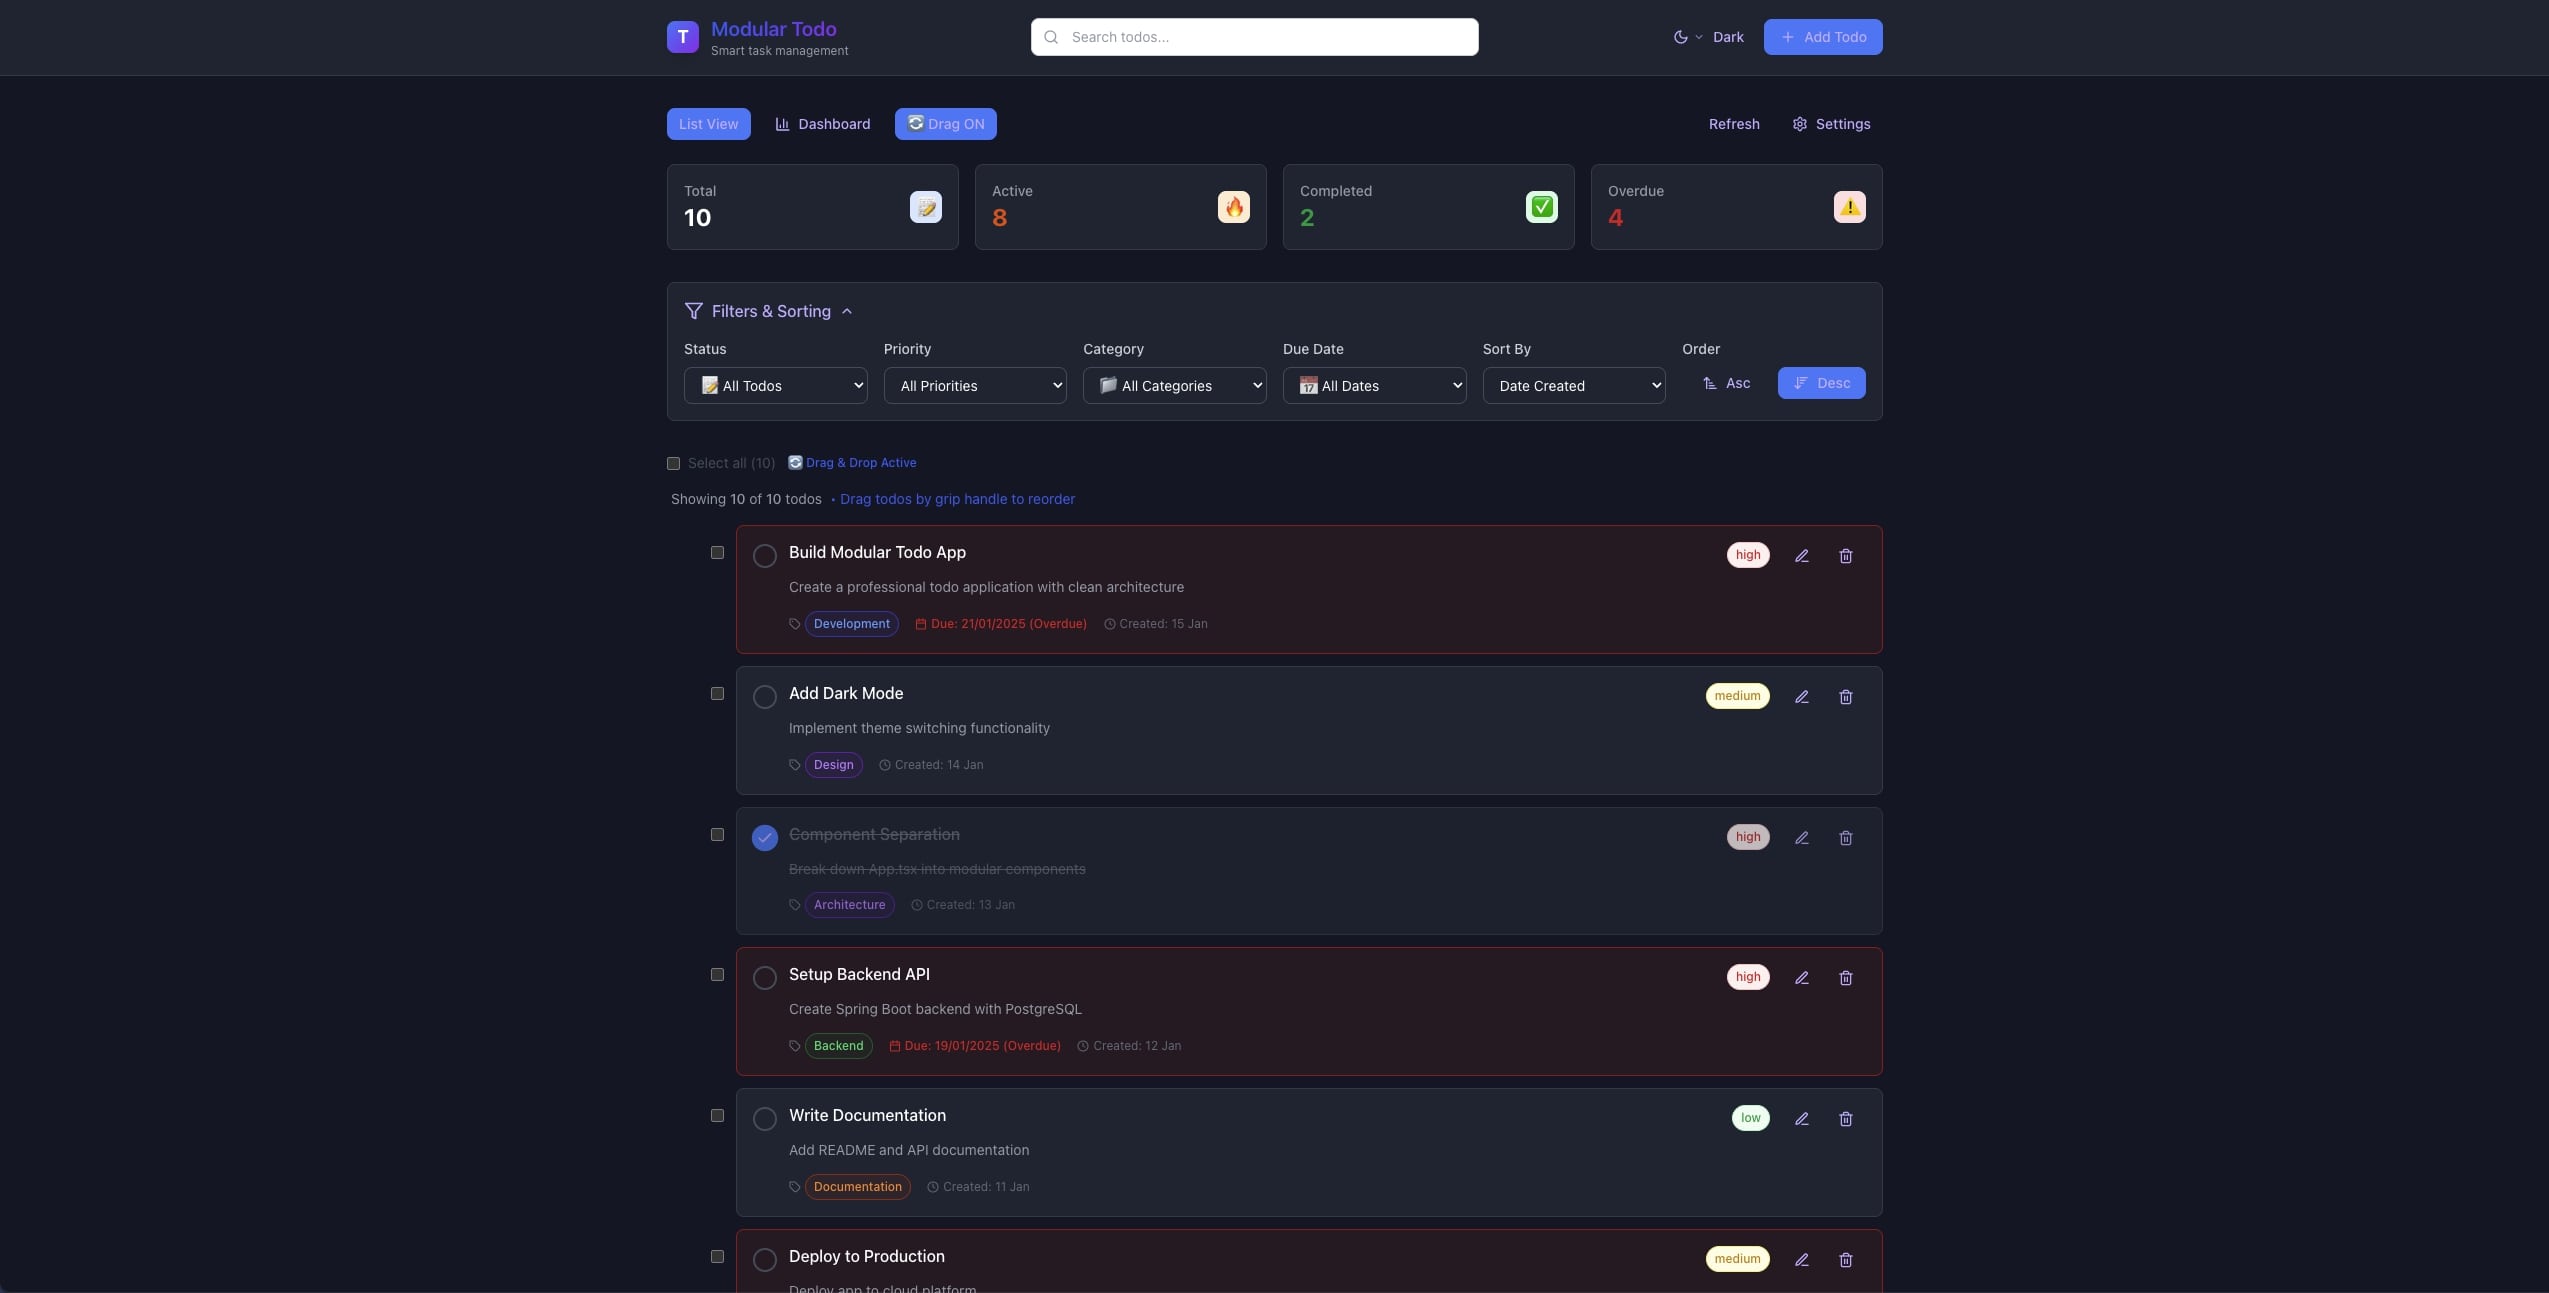 T
Modular Todo
Smart task management
Search todos...
Dark
Add Todo
List View
Dashboard
Drag ON
Refresh
Settings
Total
10
Active
8
Completed
2
Overdue
4
Filters & Sorting
Status
Priority
Category
Due Date
Sort By
Order
All Todos
All Priorities
All Categories
17 All Dates
Date Created
Asc
Desc
Select all (10)
Drag & Drop Active
Showing 10 of 10 todos • Drag todos by grip handle to reorder
Build Modular Todo App
high
Create a professional todo application with clean architecture
Development
Due: 21/01/2025 (Overdue)
Created: 15 Jan
Add Dark Mode
medium
Implement theme switching functionality
Design
Created: 14 Jan
Component Separation
high
Break down App.tsx into modular components
Architecture
Created: 13 Jan
Setup Backend API
high
Create Spring Boot backend with PostgreSQL
Backend
Due: 19/01/2025 (Overdue)
Created: 12 Jan
Write Documentation
low
Add README and API documentation
Documentation
Created: 11 Jan
Deploy to Production
medium
Deploy app to cloud platform